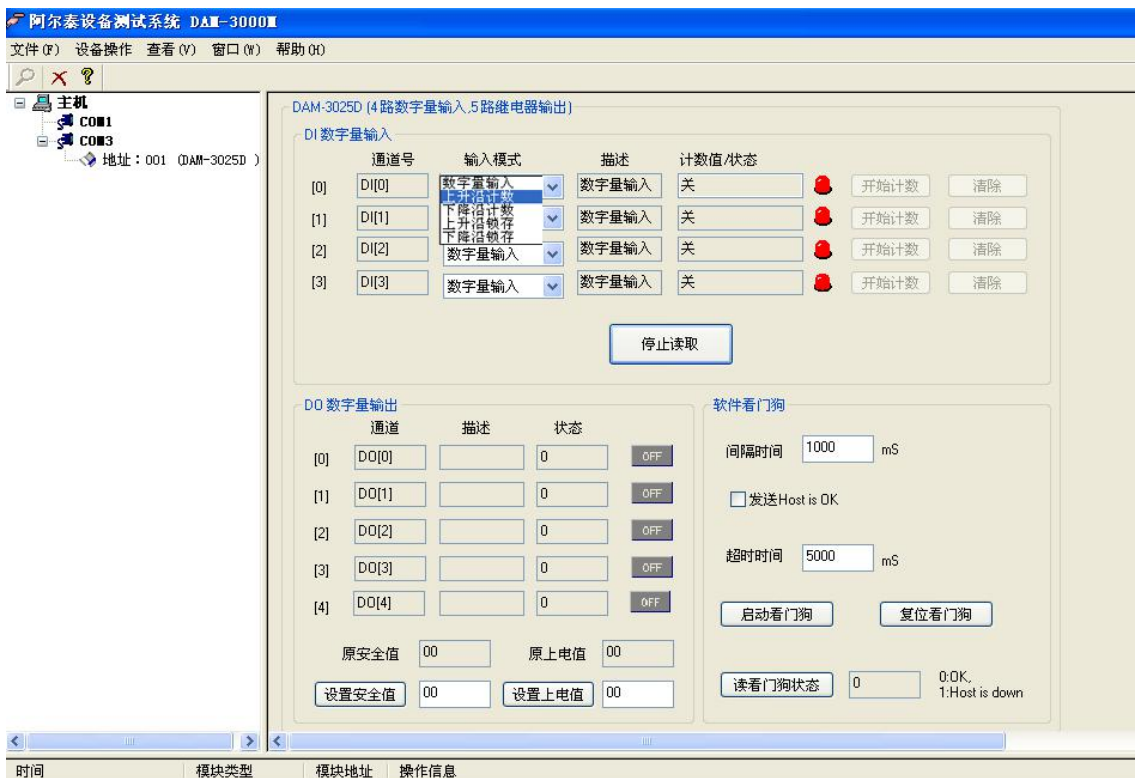 阿尔泰设备测试系统 DAM-3000M
文件(F) 设备操作 查看(V) 窗口(W) 帮助(H)
主机
COM1
COM3
地址：001 (DAM-3025D )
DAM-3025D (4路数字量输入,5路继电器输出)
DI 数字量输入
通道号 输入模式 描述 计数值/状态
[0] DI[0] 数字量输入 数字量输入 关 开始计数 清除
上升沿计数
下降沿计数
上升沿锁存
下降沿锁存
[1] DI[1] 数字量输入 关 开始计数 清除
[2] DI[2] 数字量输入 数字量输入 关 开始计数 清除
[3] DI[3] 数字量输入 数字量输入 关 开始计数 清除
停止读取
DO 数字量输出
通道 描述 状态
[0] DO[0] 0 OFF
[1] DO[1] 0 OFF
[2] DO[2] 0 OFF
[3] DO[3] 0 OFF
[4] DO[4] 0 OFF
原安全值 00 原上电值 00
设置安全值 00 设置上电值 00
软件看门狗
间隔时间 1000 mS
发送Host is OK
超时时间 5000 mS
启动看门狗 复位看门狗
读看门狗状态 0 0:OK,
1:Host is down
时间 模块类型 模块地址 操作信息